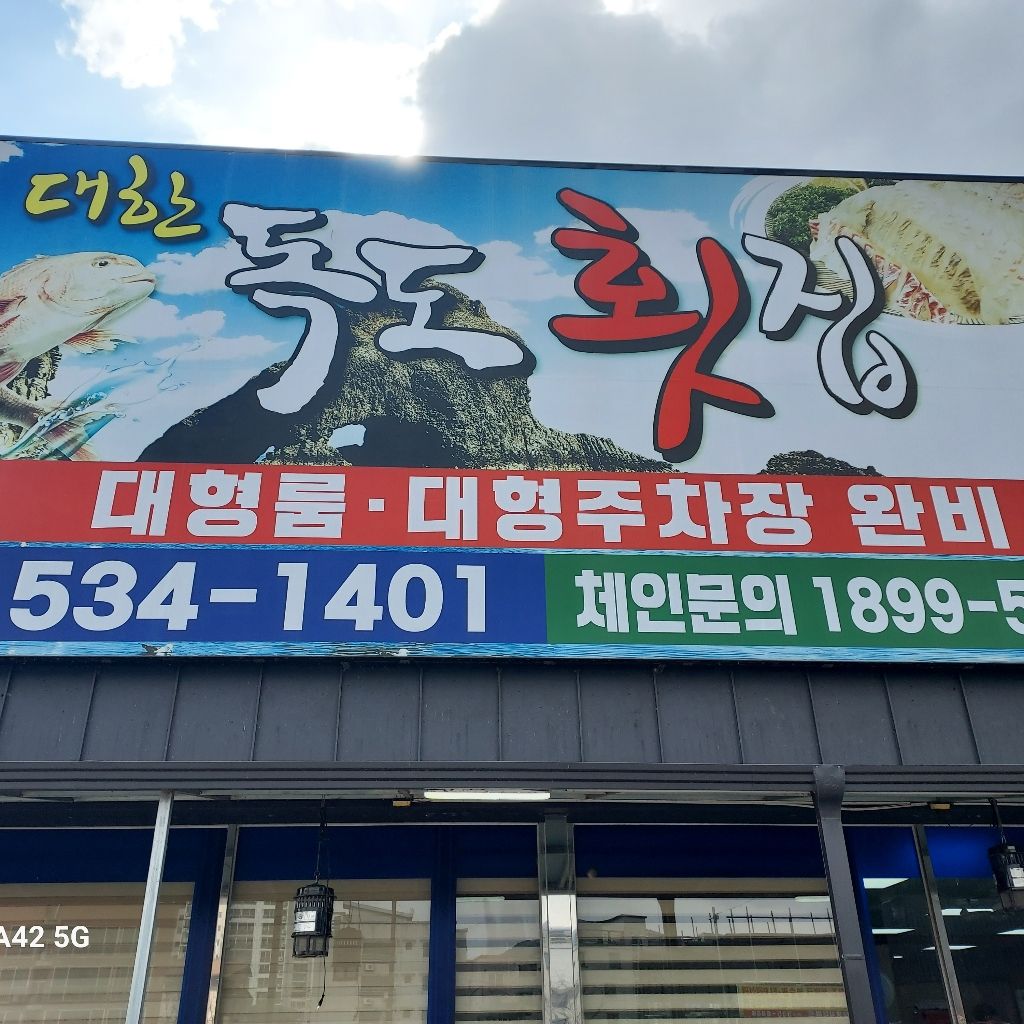 대한 독도 횟집
대형룸·대형주차장 완비
534-1401 체인문의 1899-5
A42 5G